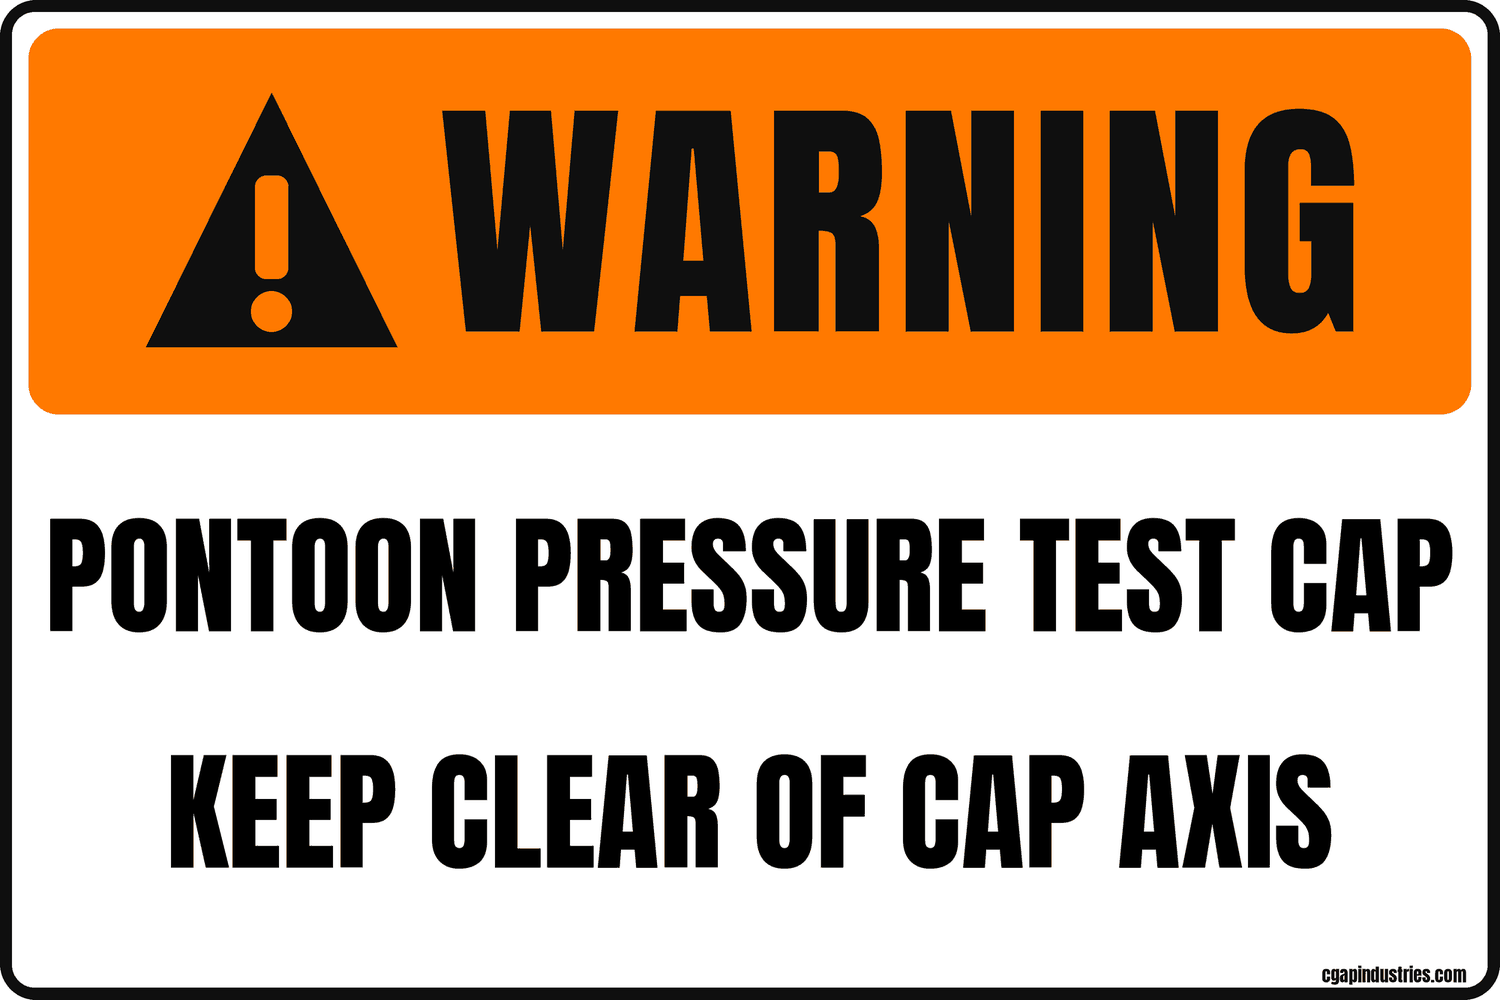 WARNING
PONTOON PRESSURE TEST CAP
KEEP CLEAR OF CAP AXIS
cgapindustries.com